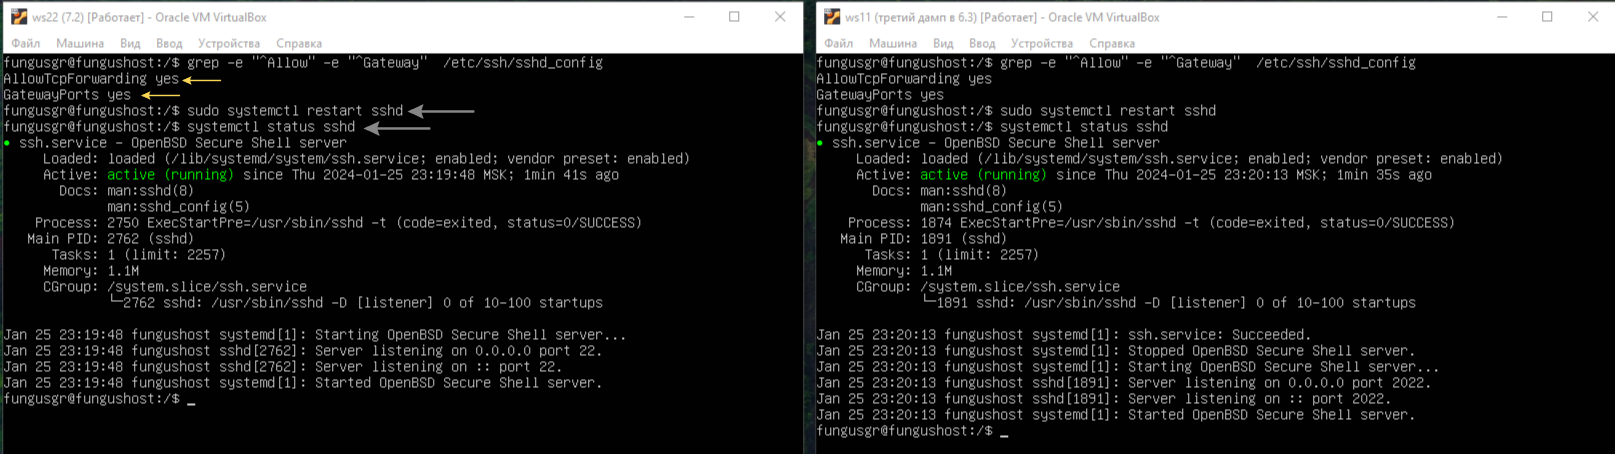 ws22 (7.2) [Работает] - Oracle VM VirtualBox
Файл Машина Вид Ввод Устройства Справка
fungusgr@fungushost:/$ grep -e "^Allow" -e "^Gateway"  /etc/ssh/sshd_config
AllowTcpForwarding yes
GatewayPorts yes
fungusgr@fungushost:/$ sudo systemctl restart sshd
fungusgr@fungushost:/$ systemctl status sshd
● ssh.service - OpenBSD Secure Shell server
     Loaded: loaded (/lib/systemd/system/ssh.service; enabled; vendor preset: enabled)
     Active: active (running) since Thu 2024-01-25 23:19:48 MSK; 1min 41s ago
       Docs: man:sshd(8)
             man:sshd_config(5)
    Process: 2750 ExecStartPre=/usr/sbin/sshd -t (code=exited, status=0/SUCCESS)
   Main PID: 2762 (sshd)
      Tasks: 1 (limit: 2257)
     Memory: 1.1M
     CGroup: /system.slice/ssh.service
             └─2762 sshd: /usr/sbin/sshd -D [listener] 0 of 10-100 startups
Jan 25 23:19:48 fungushost systemd[1]: Starting OpenBSD Secure Shell server...
Jan 25 23:19:48 fungushost sshd[2762]: Server listening on 0.0.0.0 port 22.
Jan 25 23:19:48 fungushost sshd[2762]: Server listening on :: port 22.
Jan 25 23:19:48 fungushost systemd[1]: Started OpenBSD Secure Shell server.
fungusgr@fungushost:/$ _
ws11 (третий дамп в 6.3) [Работает] - Oracle VM VirtualBox
Файл Машина Вид Ввод Устройства Справка
fungusgr@fungushost:/$ grep -e "^Allow" -e "^Gateway"  /etc/ssh/sshd_config
AllowTcpForwarding yes
GatewayPorts yes
fungusgr@fungushost:/$ sudo systemctl restart sshd
fungusgr@fungushost:/$ systemctl status sshd
● ssh.service - OpenBSD Secure Shell server
     Loaded: loaded (/lib/systemd/system/ssh.service; enabled; vendor preset: enabled)
     Active: active (running) since Thu 2024-01-25 23:20:13 MSK; 1min 35s ago
       Docs: man:sshd(8)
             man:sshd_config(5)
    Process: 1874 ExecStartPre=/usr/sbin/sshd -t (code=exited, status=0/SUCCESS)
   Main PID: 1891 (sshd)
      Tasks: 1 (limit: 2257)
     Memory: 1.1M
     CGroup: /system.slice/ssh.service
             └─1891 sshd: /usr/sbin/sshd -D [listener] 0 of 10-100 startups
Jan 25 23:20:13 fungushost systemd[1]: ssh.service: Succeeded.
Jan 25 23:20:13 fungushost systemd[1]: Stopped OpenBSD Secure Shell server.
Jan 25 23:20:13 fungushost systemd[1]: Starting OpenBSD Secure Shell server...
Jan 25 23:20:13 fungushost sshd[1891]: Server listening on 0.0.0.0 port 2022.
Jan 25 23:20:13 fungushost sshd[1891]: Server listening on :: port 2022.
Jan 25 23:20:13 fungushost systemd[1]: Started OpenBSD Secure Shell server.
fungusgr@fungushost:/$ _